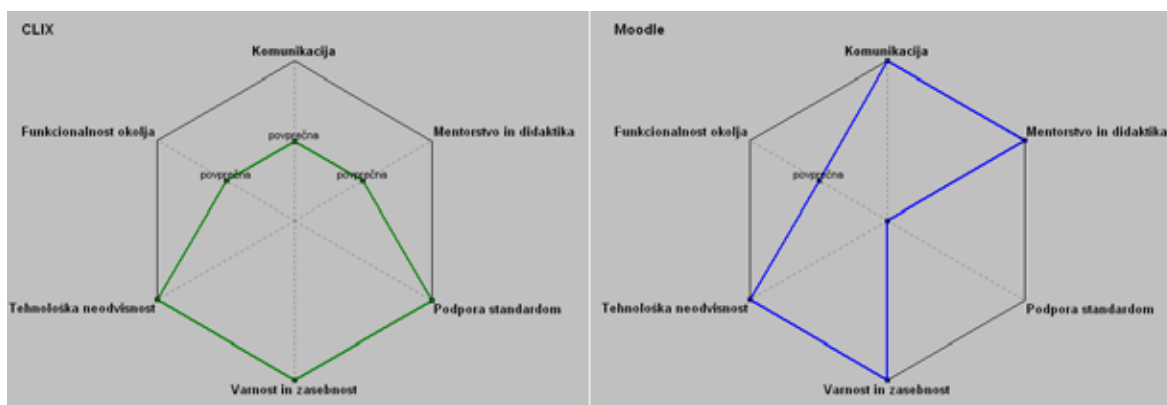 CLIX
Komunikacija
Funkcionalnost okolja
Mentorstvo in didaktika
povprečna
povprečna
povprečna
Tehnološka neodvisnost
Podpora standardom
Varnost in zasebnost
Moodle
Komunikacija
Funkcionalnost okolja
Mentorstvo in didaktika
povprečna
Tehnološka neodvisnost
Podpora standardom
Varnost in zasebnost